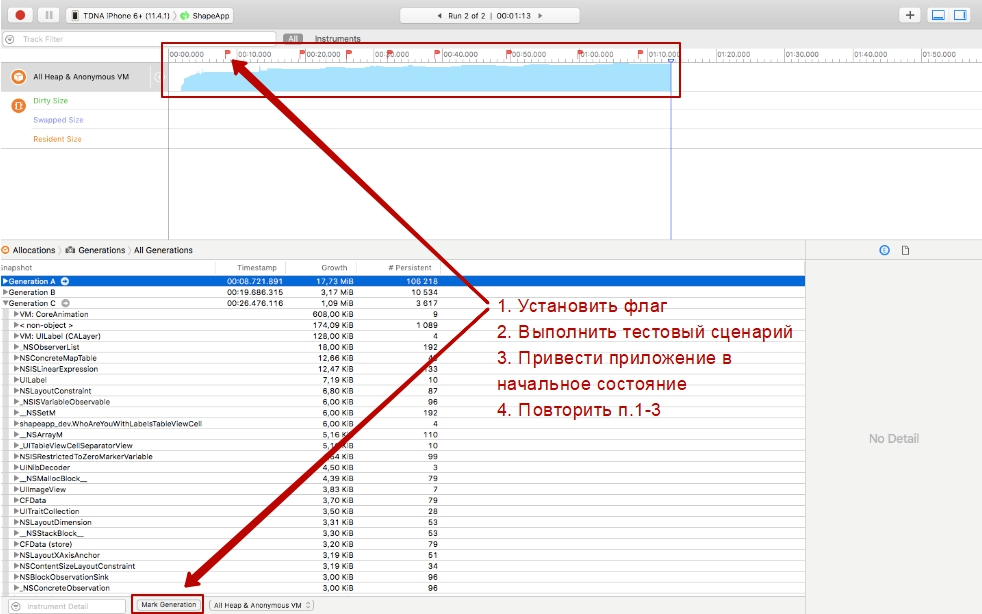 TDNA iPhone 6+ (11.4.1) 〉 ShapeApp
Run 2 of 2 | 00:01:13
Track Filter
All Instruments
00:00.000 00:10.000 00:20.000 00:30.000 00:40.000 00:50.000 01:00.000 01:10.000 01:20.000 01:30.000 01:40.000 01:50.000
All Heap & Anonymous VM
Dirty Size
Swapped Size
Resident Size
Allocations 〉 Generations 〉 All Generations
Snapshot Timestamp Growth # Persistent
Generation A 00:08.721.891 17,73 MiB 106 218
Generation B 00:19.686.315 3,17 MiB 10 534
Generation C 00:26.476.116 1,09 MiB 3 617
VM: CoreAnimation 608,00 KiB 9
< non-object > 174,09 KiB 1 089
VM: UILabel (CALayer) 128,00 KiB 4
_NSObserverList 18,00 KiB 192
NSConcreteMapTable 12,66 KiB
NSISLinearExpression 12,47 KiB 133
UILabel 7,19 KiB 10
NSLayoutConstraint 6,80 KiB 87
_NSISVariableObservable 6,00 KiB 96
__NSSetM 6,00 KiB 192
shapeapp_dev.WhoAreYouWithLabelsTableViewCell 6,00 KiB 4
__NSArrayM 5,16 KiB 110
_UITableViewCellSeparatorView KiB 10
NSISRestrictedToZeroMarkerVariable KiB 99
UINibDecoder 4,50 KiB 3
__NSMallocBlock__ 4,39 KiB 79
UIImageView 3,83 KiB 7
CFData 3,70 KiB 79
UITraitCollection 3,50 KiB 28
NSLayoutDimension 3,31 KiB 53
__NSStackBlock__ 3,30 KiB 53
CFData (store) 3,20 KiB 79
NSLayoutXAxisAnchor 3,19 KiB 51
NSContentSizeLayoutConstraint 3,19 KiB 34
NSBlockObservationSink 3,00 KiB 96
_NSConcreteObservation 3,00 KiB 96
1. Установить флаг
2. Выполнить тестовый сценарий
3. Привести приложение в
начальное состояние
4. Повторить п.1-3
No Detail
Instrument Detail
Mark Generation
All Heap & Anonymous VM